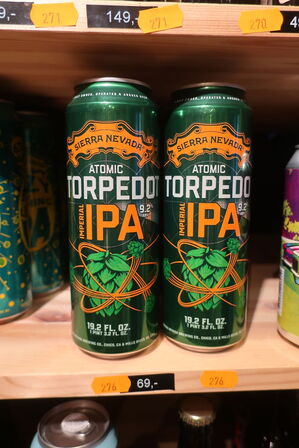 9,-
271
149,-
271
270
4
SIERRA NEVADA
ATOMIC
TORPEDO
IMPERIAL
IPA
9.2%
19.2 FL. OZ.
1 PINT 3.2 FL. OZ.
SIERRA NEVADA
ATOMIC
TORPEDO
IMPERIAL
IPA
9.2
19.2 FL. OZ.
1 PINT 3.2 FL. OZ.
276
69,-
276